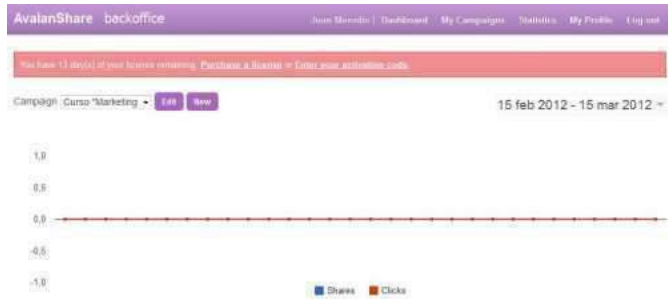 AvalanShare backoffice
Juan Merodio | Dashboard My Campaigns Statistics My Profile Log out
You have 13 day(s) of your license remaining. Purchase a license or Enter your activation code.
Campaign Curso "Marketing Edit New
15 feb 2012 - 15 mar 2012
1,0
0,5
0,0
-0,5
-1,0
Shares Clicks